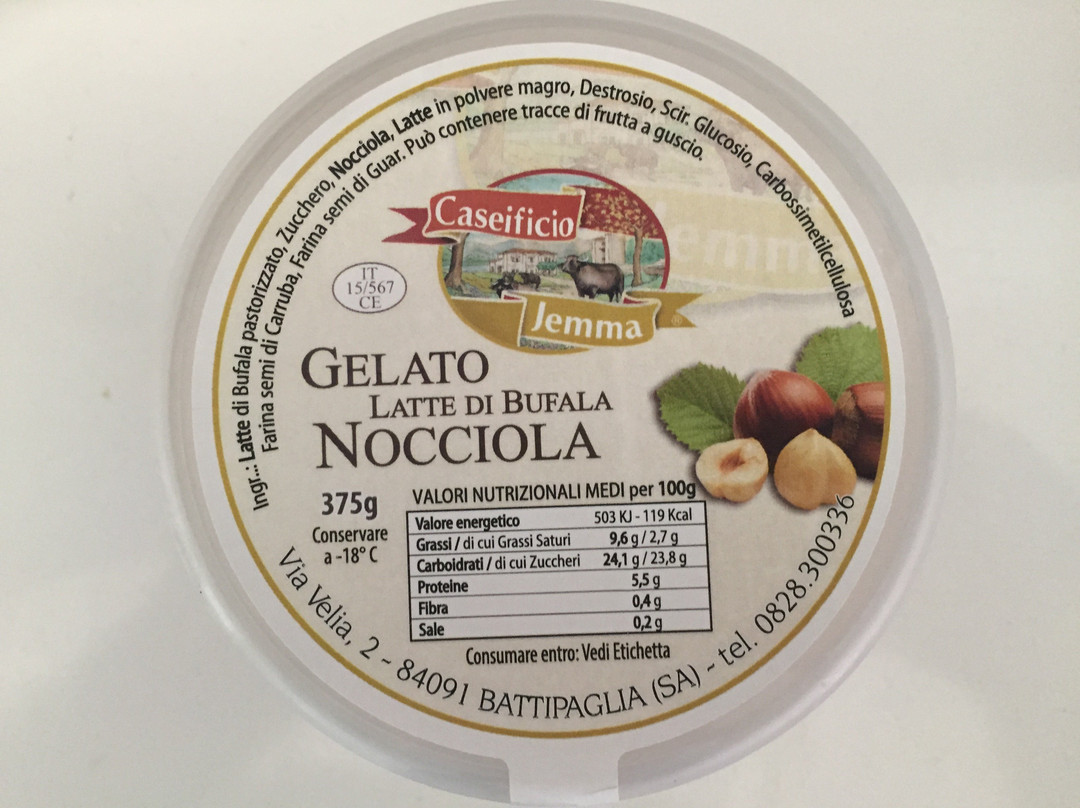 Ingr..: Latte di Bufala pastorizzato, Zucchero, Nocciola, Latte in polvere magro, Destrosio, Scir. Glucosio, Carbossimetilcellulosa
Farina semi di Carruba, Farina semi di Guar. Può contenere tracce di frutta a guscio.
Caseificio
Jemma
®
IT
15/567
CE
GELATO
LATTE DI BUFALA
NOCCIOLA
375g
Conservare
a -18° C
VALORI NUTRIZIONALI MEDI per 100g
Valore energetico 503 KJ - 119 Kcal
Grassi / di cui Grassi Saturi 9,6 g / 2,7 g
Carboidrati / di cui Zuccheri 24,1 g / 23,8 g
Proteine 5,5 g
Fibra 0,4 g
Sale 0,2 g
Consumare entro: Vedi Etichetta
Via Velia, 2 - 84091 BATTIPAGLIA (SA) - tel. 0828.300336